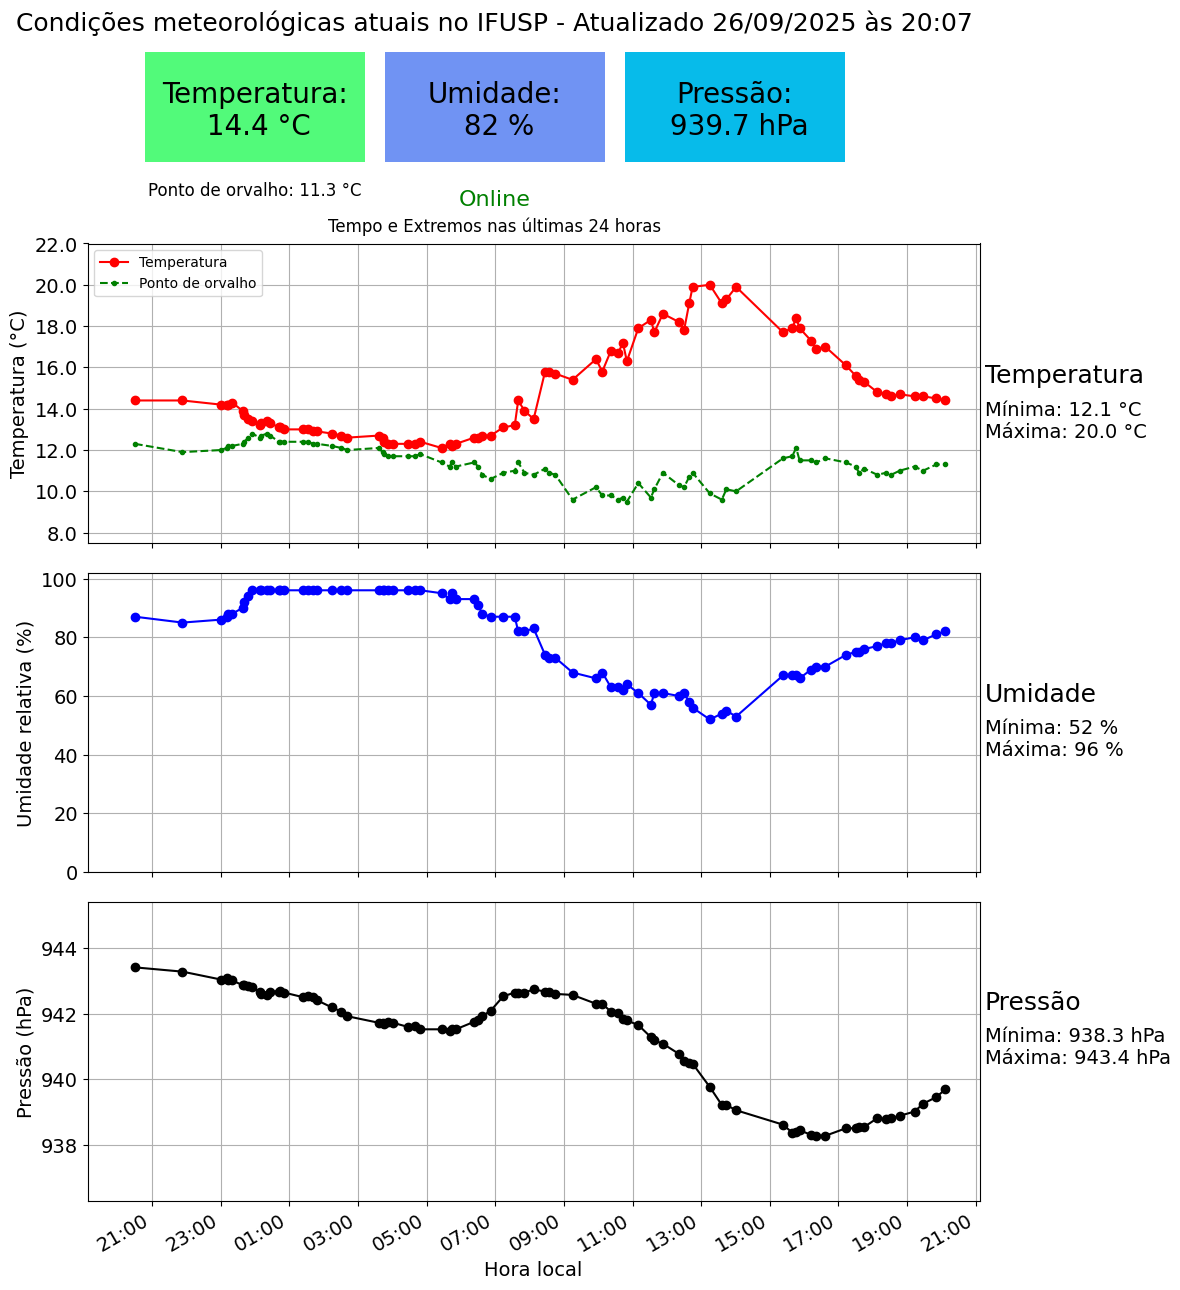 Condições meteorológicas atuais no IFUSP - Atualizado 26/09/2025 às 20:07
Temperatura:
14.4 °C
Umidade:
82 %
Pressão:
939.7 hPa
Ponto de orvalho: 11.3 °C
Online
Tempo e Extremos nas últimas 24 horas
Temperatura (°C)
22.0
20.0
18.0
16.0
14.0
12.0
10.0
8.0
Temperatura
Ponto de orvalho
Temperatura
Mínima: 12.1 °C
Máxima: 20.0 °C
Umidade relativa (%)
100
80
60
40
20
0
Umidade
Mínima: 52 %
Máxima: 96 %
Pressão (hPa)
944
942
940
938
Pressão
Mínima: 938.3 hPa
Máxima: 943.4 hPa
21:00 23:00 01:00 03:00 05:00 07:00 09:00 11:00 13:00 15:00 17:00 19:00 21:00
Hora local